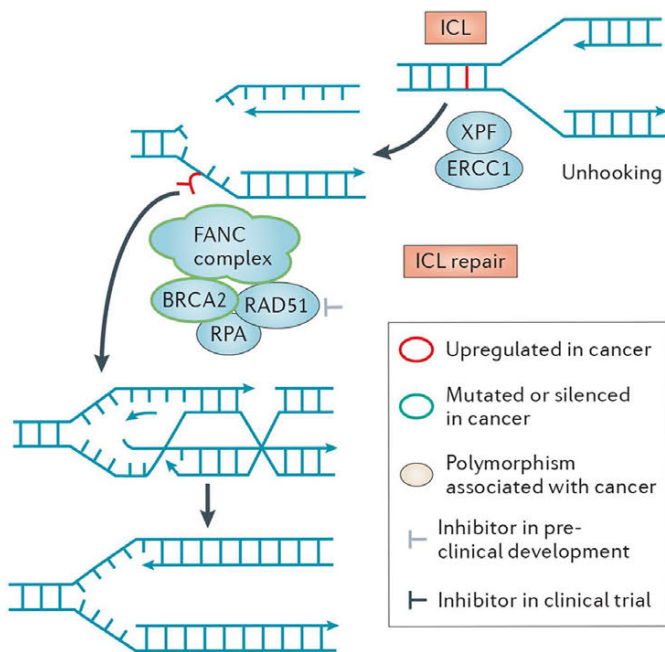 ICL
XPF
ERCC1
Unhooking
FANC
complex
BRCA2
RAD51
RPA
ICL repair
Upregulated in cancer
Mutated or silenced
in cancer
Polymorphism
associated with cancer
Inhibitor in pre-
clinical development
Inhibitor in clinical trial